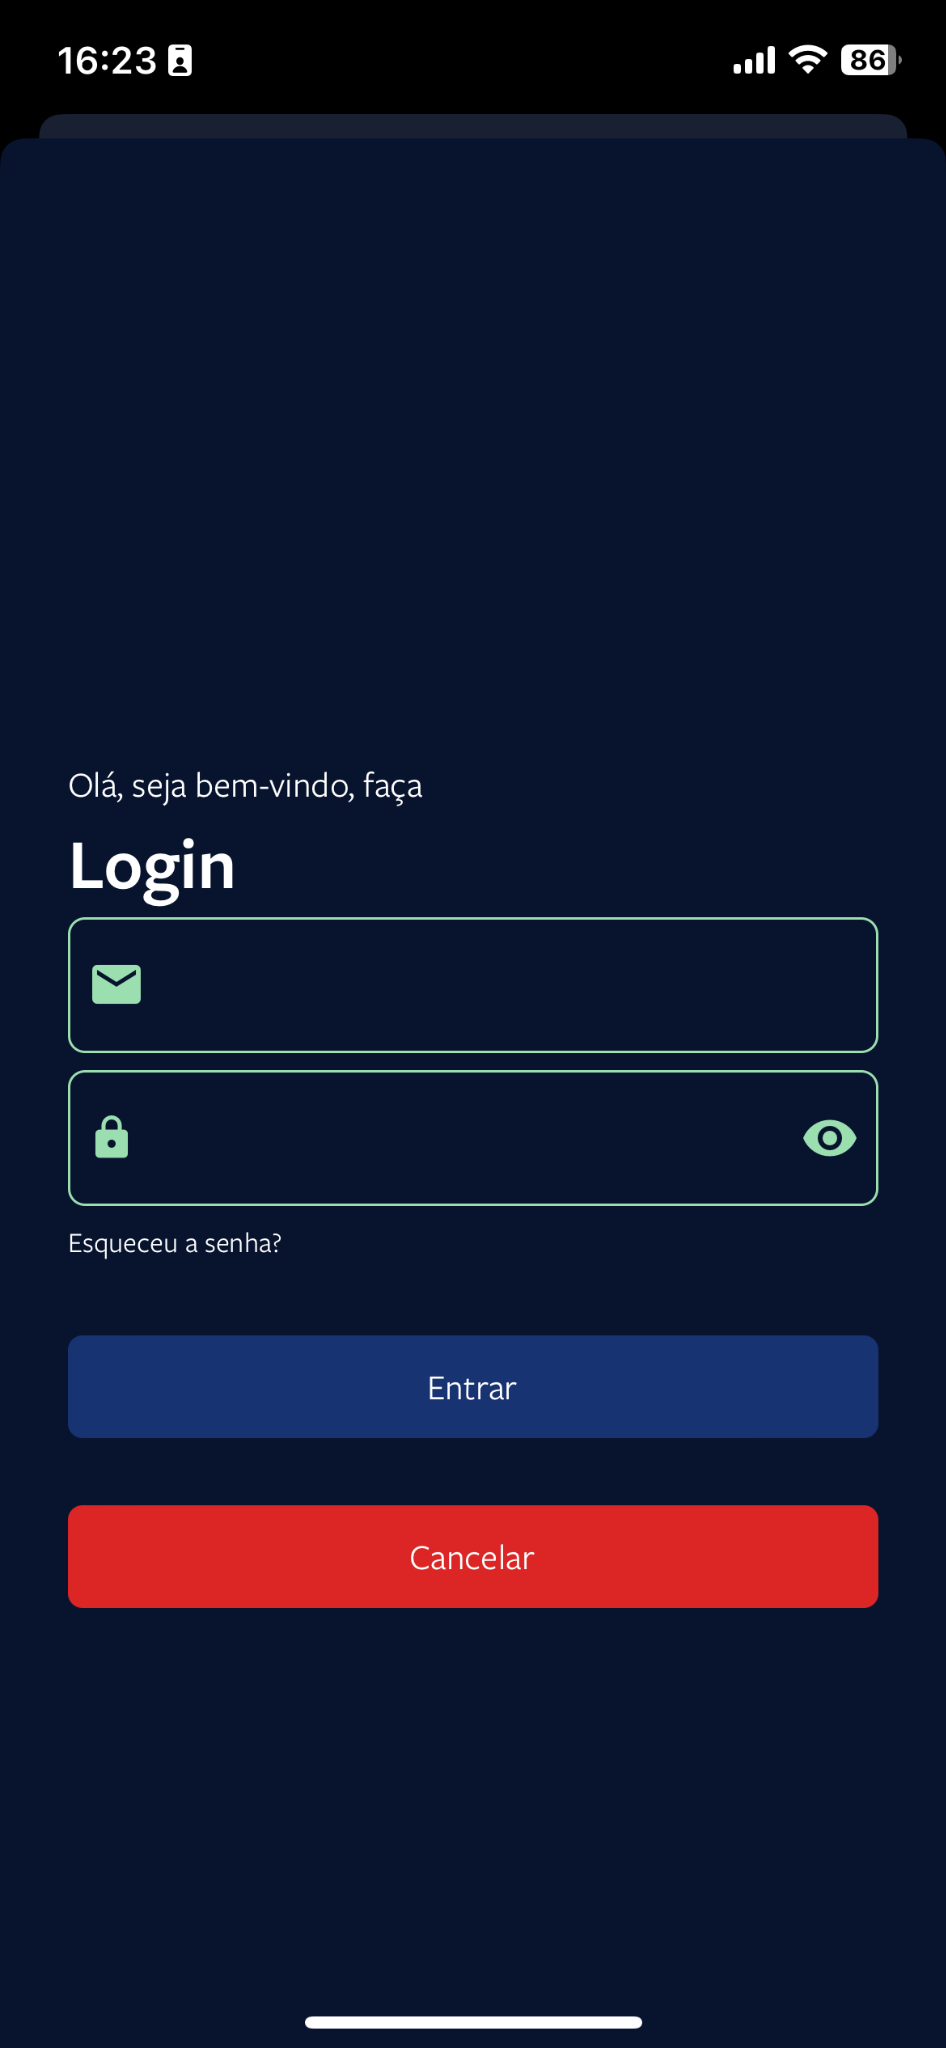 16:23
86
Olá, seja bem-vindo, faça
Login
Esqueceu a senha?
Entrar
Cancelar